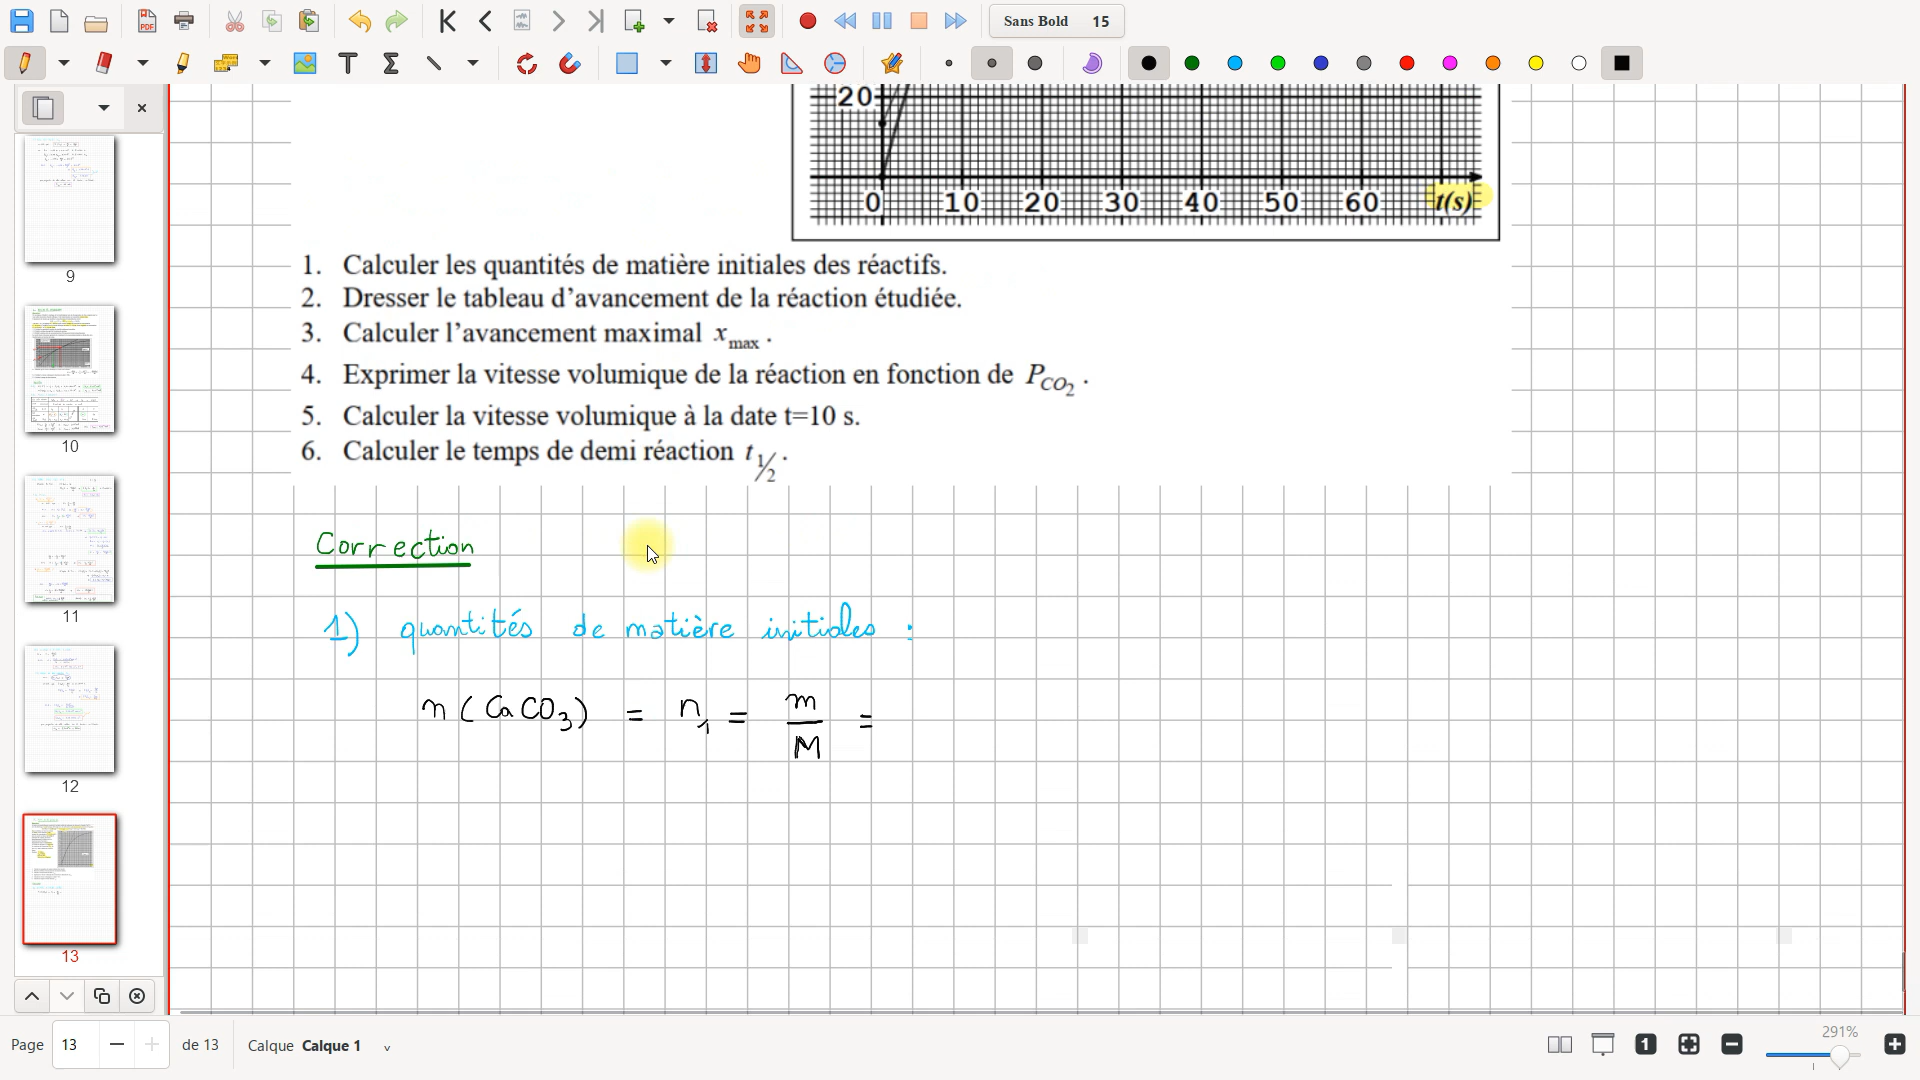 Sans Bold 15
20
0 10 20 30 40 50 60 t(s)
1. Calculer les quantités de matière initiales des réactifs.
2. Dresser le tableau d’avancement de la réaction étudiée.
3. Calculer l’avancement maximal x max .
4. Exprimer la vitesse volumique de la réaction en fonction de P CO2 .
5. Calculer la vitesse volumique à la date t=10 s.
6. Calculer le temps de demi réaction t 1/2 .
Correction
1) quantités de matière initiales :
n ( CaCO3 ) = n1 = m/M =
9
10
11
12
13
Page 13 de 13 Calque Calque 1 291%